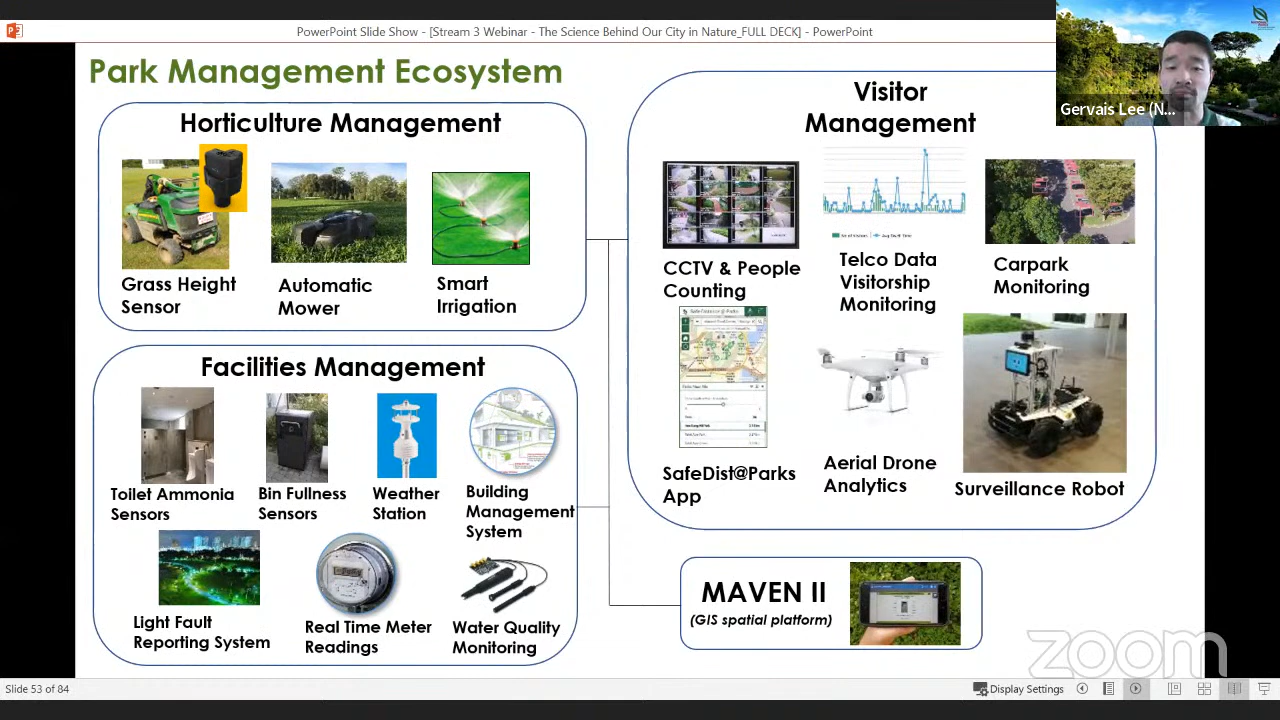 PowerPoint Slide Show - [Stream 3 Webinar - The Science Behind Our City in Nature_FULL DECK] - PowerPoint
Gervais Lee (N...
Park Management Ecosystem
Horticulture Management
Grass Height
Sensor
Automatic
Mower
Smart
Irrigation
Facilities Management
Toilet Ammonia
Sensors
Bin Fullness
Sensors
Weather
Station
Building
Management
System
Light Fault
Reporting System
Real Time Meter
Readings
Water Quality
Monitoring
Visitor
Management
CCTV & People
Counting
Telco Data
Visitorship
Monitoring
Carpark
Monitoring
SafeDist@Parks
App
Aerial Drone
Analytics
Surveillance Robot
MAVEN II
(GIS spatial platform)
zoom
Slide 53 of 84
Display Settings